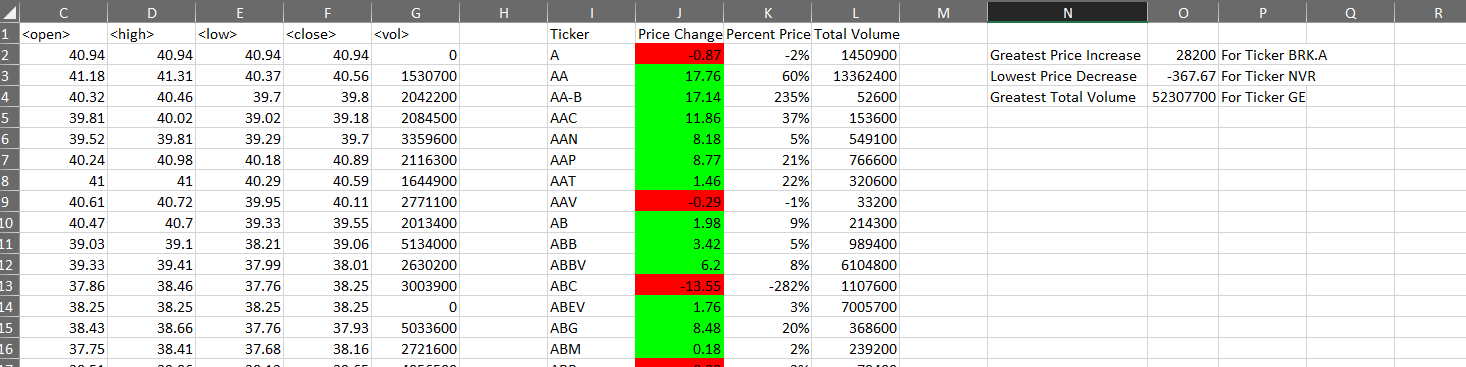 C D E F G H I J K L M N O P Q R
1 <open> <high> <low> <close> <vol> Ticker Price Change Percent Price Total Volume
2 40.94 40.94 40.94 40.94 0 A -0.87 -2% 1450900 Greatest Price Increase 28200 For Ticker BRK.A
3 41.18 41.31 40.37 40.56 1530700 AA 17.76 60% 13362400 Lowest Price Decrease -367.67 For Ticker NVR
4 40.32 40.46 39.7 39.8 2042200 AA-B 17.14 235% 52600 Greatest Total Volume 52307700 For Ticker GE
5 39.81 40.02 39.02 39.18 2084500 AAC 11.86 37% 153600
6 39.52 39.81 39.29 39.7 3359600 AAN 8.18 5% 549100
7 40.24 40.98 40.18 40.89 2116300 AAP 8.77 21% 766600
8 41 41 40.29 40.59 1644900 AAT 1.46 22% 320600
9 40.61 40.72 39.95 40.11 2771100 AAV -0.29 -1% 33200
10 40.47 40.7 39.33 39.55 2013400 AB 1.98 9% 214300
11 39.03 39.1 38.21 39.06 5134000 ABB 3.42 5% 989400
12 39.33 39.41 37.99 38.01 2630200 ABBV 6.2 8% 6104800
13 37.86 38.46 37.76 38.25 3003900 ABC -13.55 -282% 1107600
14 38.25 38.25 38.25 38.25 0 ABEV 1.76 3% 7005700
15 38.43 38.66 37.76 37.93 5033600 ABG 8.48 20% 368600
16 37.75 38.41 37.68 38.16 2721600 ABM 0.18 2% 239200